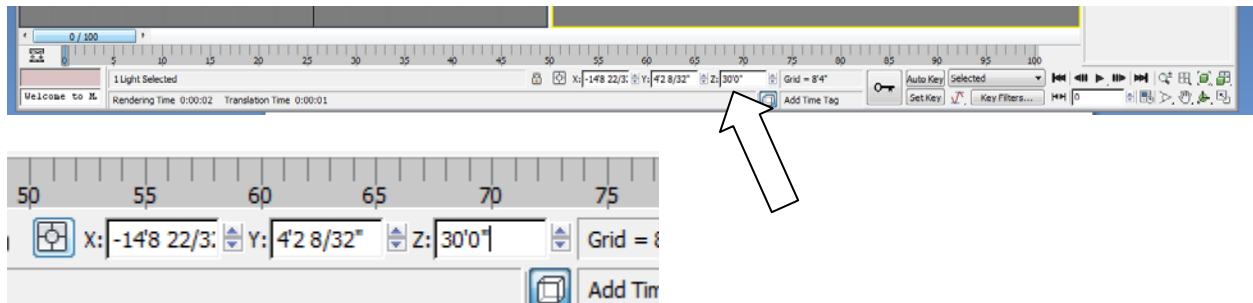 0 / 100
0 5 10 15 20 25 30 35 40 45 50 55 60 65 70 75 80 85 90 95 100
1 Light Selected X: -14'8 22/3: Y: 4'2 8/32" Z: 30'0" Grid = 8'4" Auto Key Selected
Welcome to M. Rendering Time 0:00:02 Translation Time 0:00:01 Add Time Tag Set Key Key Filters... 0
50 55 60 65 70 75
X: -14'8 22/3: Y: 4'2 8/32" Z: 30'0" Grid = 8
Add Tim